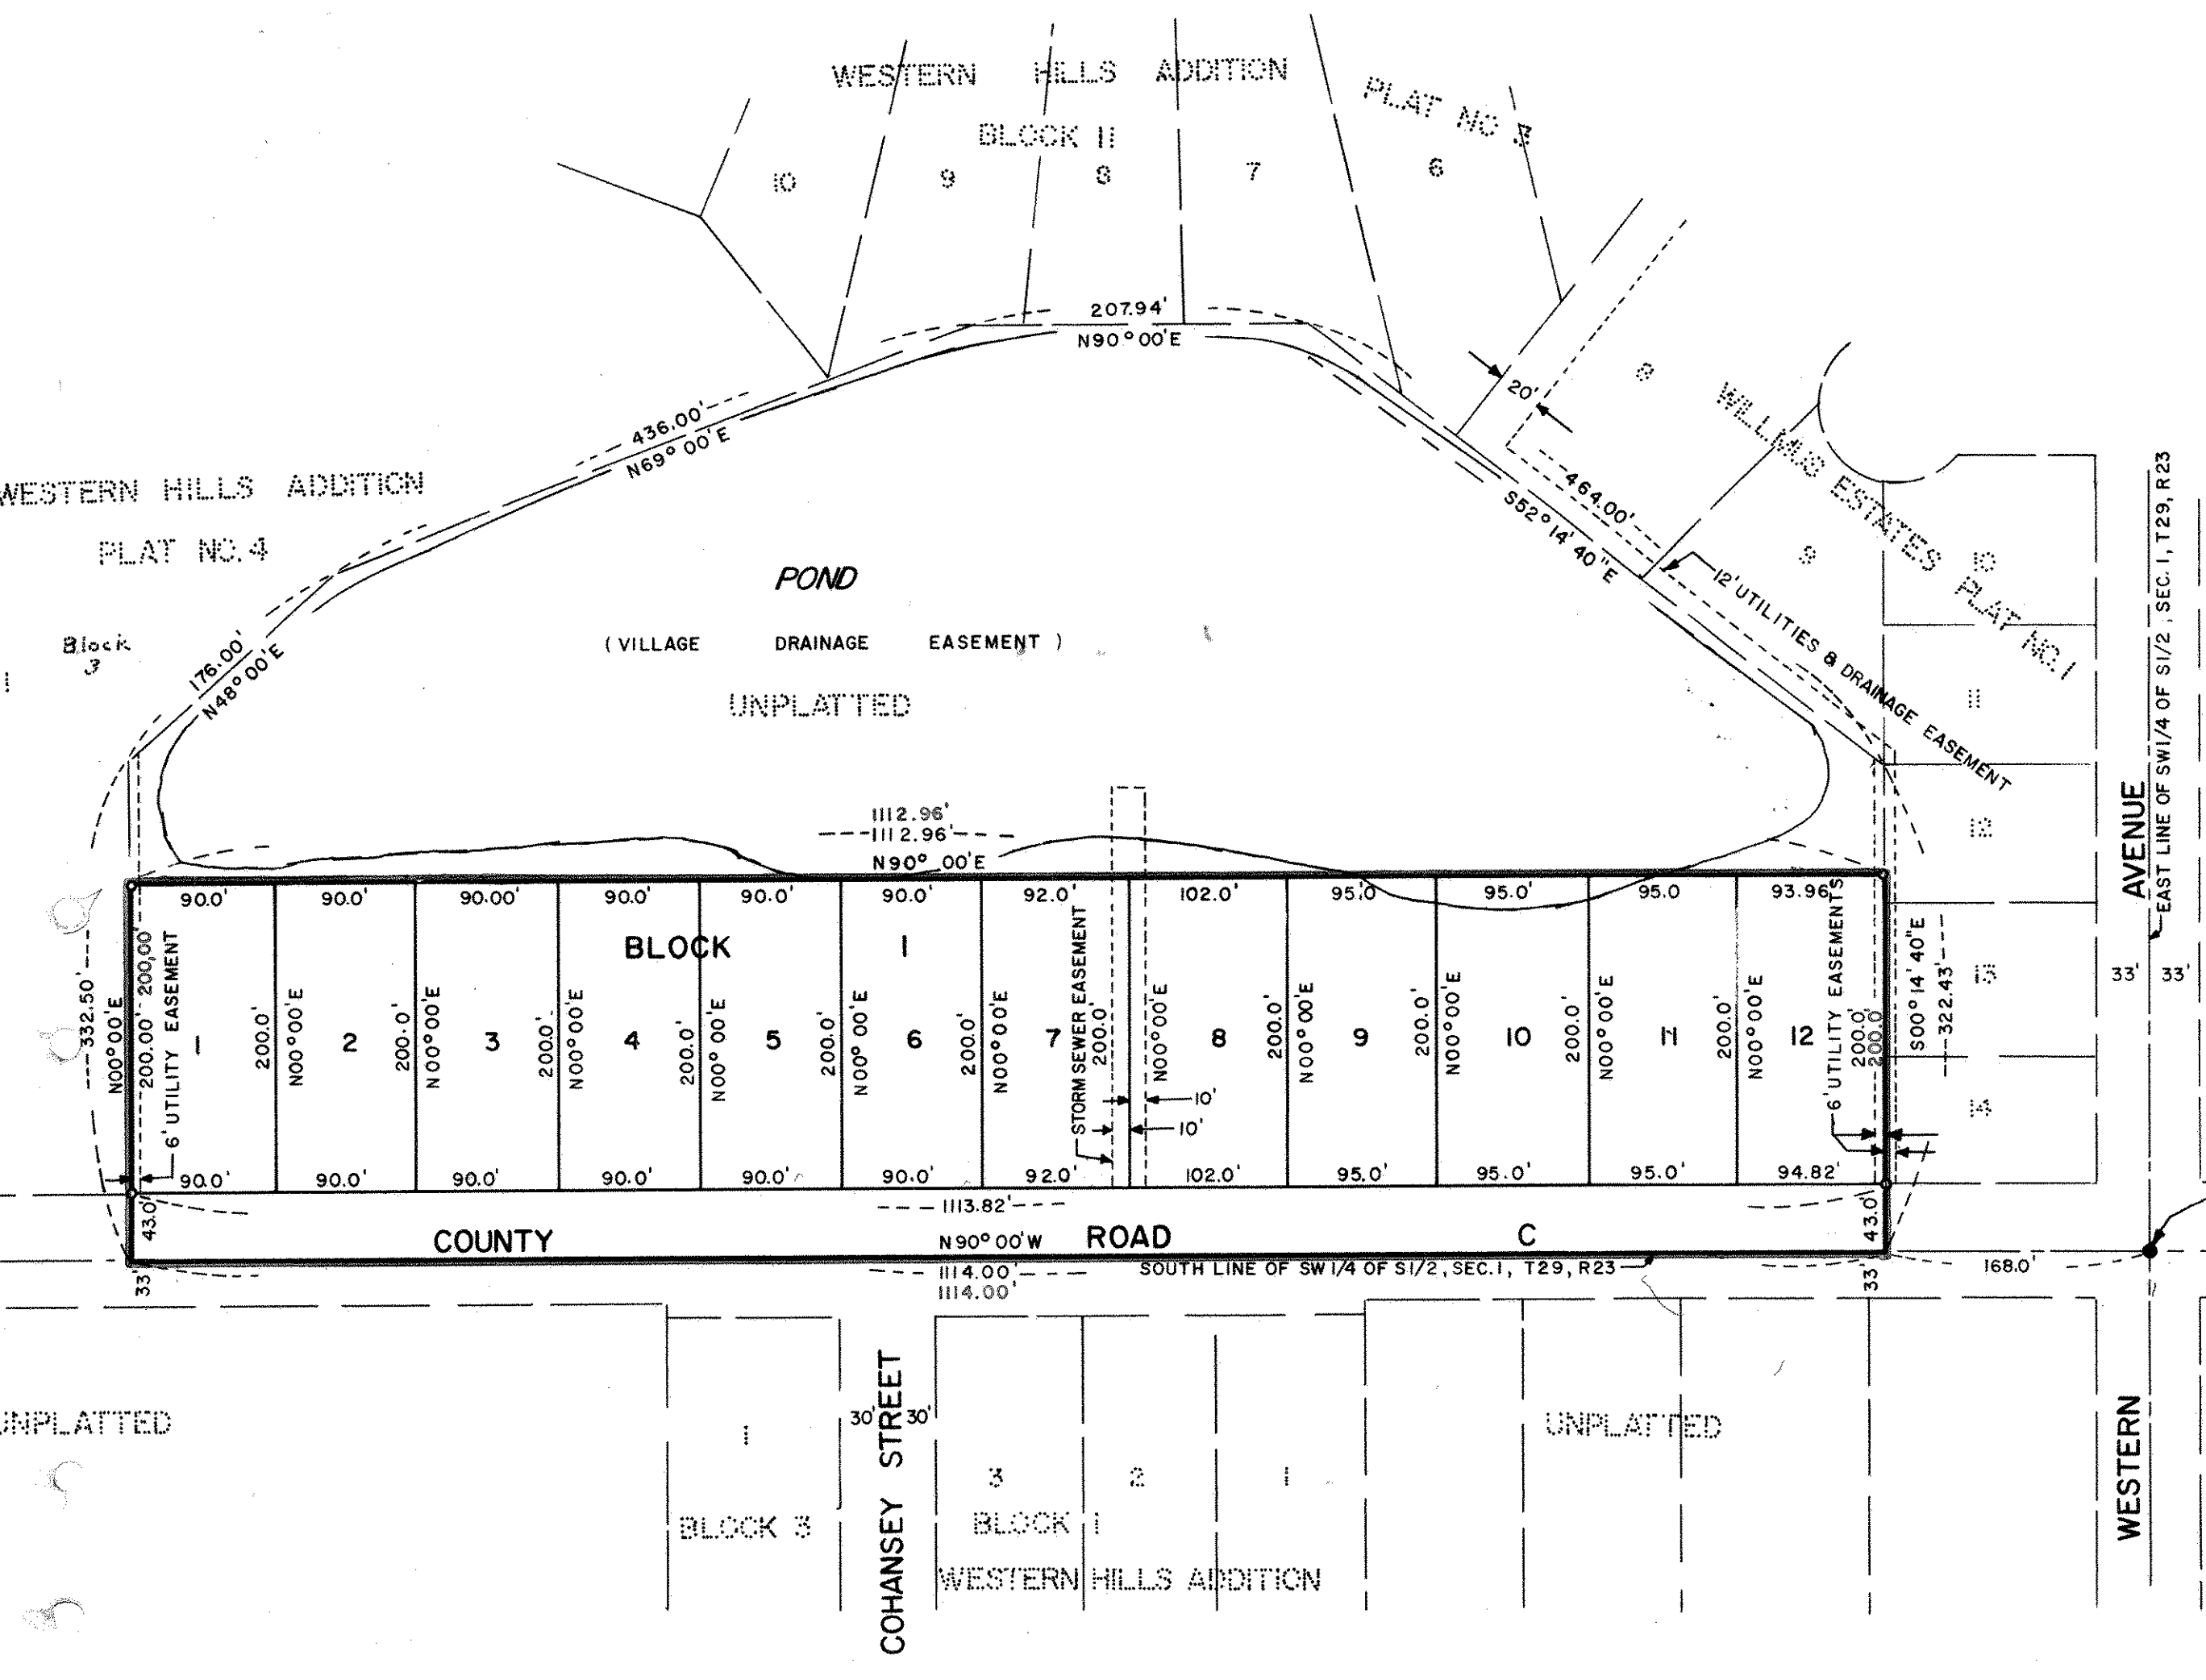 WESTERN HILLS ADDITION
PLAT NO 3
BLOCK 11
10
9
8
7
6
207.94'
N90°00'E
436.00'
N69°00'E
20'
8
WILLMUS ESTATES PLAT NO. 1
464.00'
S52°14'40"E
12' UTILITIES & DRAINAGE EASEMENT
9
10
11
12
13
14
WESTERN HILLS ADDITION
PLAT NO. 4
Block
3
1
176.00'
N48°00'E
POND
( VILLAGE DRAINAGE EASEMENT )
UNPLATTED
1112.96'
1112.96'
N90°00'E
AVENUE
EAST LINE OF SW1/4 OF S1/2, SEC. 1, T29, R23
33' 33'
90.0' 90.0' 90.00' 90.0' 90.0' 90.0' 92.0' 102.0' 95.0 95.0' 95.0 93.96'
BLOCK 1
332.50'
N00°00'E
200.00' 200.00'
6' UTILITY EASEMENT
1
200.0'
N00°00'E
2
200.0'
N00°00'E
3
200.0'
N00°00'E
4
200.0'
N00°00'E
5
200.0'
N00°00'E
6
200.0'
N00°00'E
7
STORM SEWER EASEMENT
200.0'
N00°00'E
10'
10'
8
200.0'
N00°00'E
9
200.0'
N00°00'E
10
200.0'
N00°00'E
11
200.0'
N00°00'E
12
6' UTILITY EASEMENTS
200.0'
200.0'
S00°14'40"E
322.43'
90.0' 90.0' 90.0' 90.0' 90.0' 90.0' 92.0' 102.0' 95.0' 95.0' 95.0' 94.82'
43.0'
1113.82'
43.0'
COUNTY ROAD C
N90°00'W
1114.00'
1114.00'
SOUTH LINE OF SW1/4 OF S1/2, SEC. 1, T29, R23
33'
33'
168.0'
UNPLATTED
1
BLOCK 3
30' 30'
COHANSEY STREET
3
2
1
BLOCK 1
WESTERN HILLS ADDITION
UNPLATTED
WESTERN